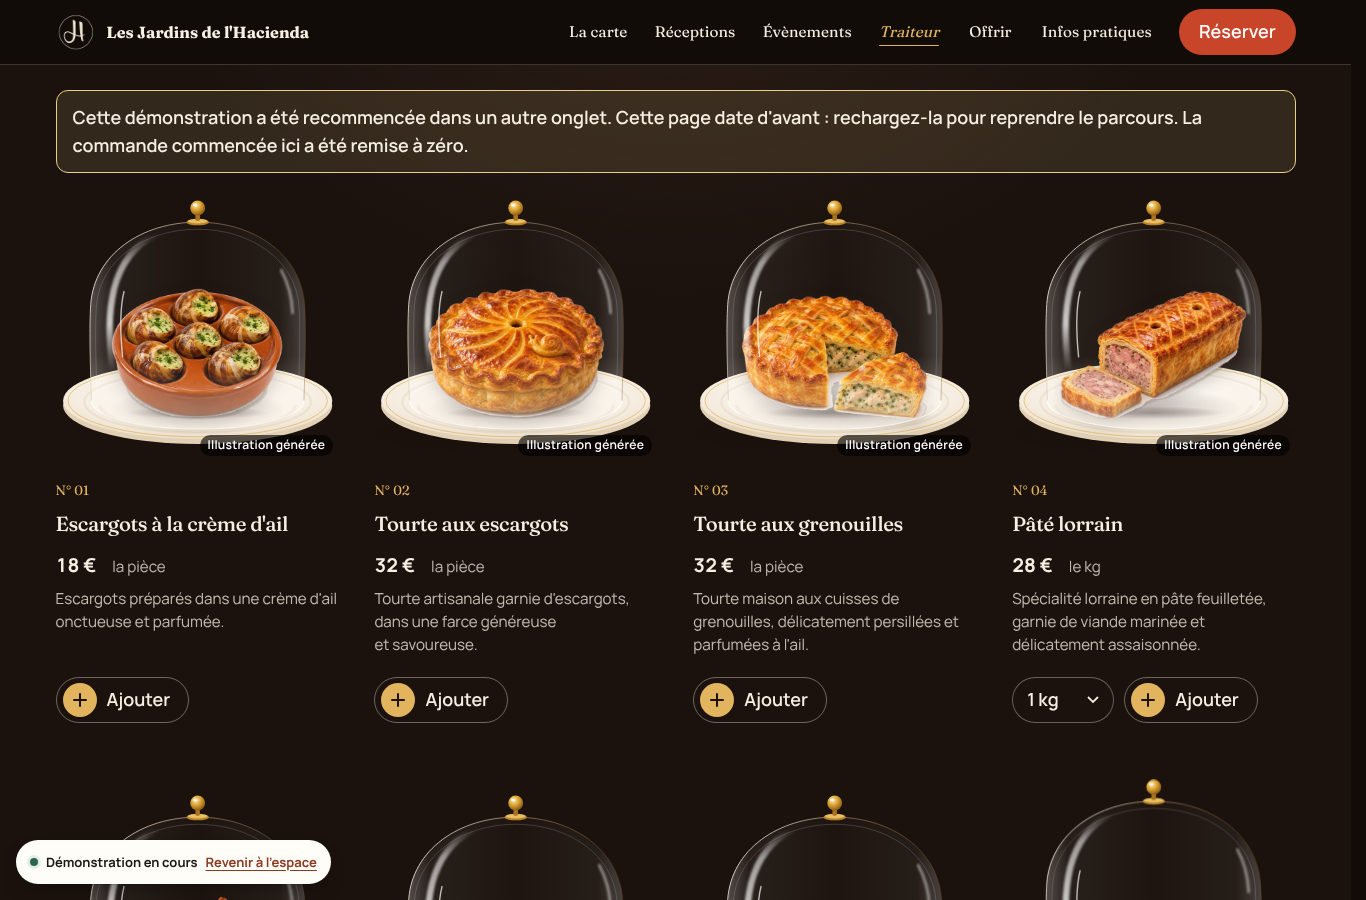 Les Jardins de l'Hacienda
La carte
Réceptions
Évènements
Traiteur
Offrir
Infos pratiques
Réserver
Cette démonstration a été recommencée dans un autre onglet. Cette page date d'avant : rechargez-la pour reprendre le parcours. La
commande commencée ici a été remise à zéro.
Illustration générée
Illustration générée
Illustration générée
Illustration générée
N° 01
Escargots à la crème d'ail
18 € la pièce
Escargots préparés dans une crème d'ail
onctueuse et parfumée.
Ajouter
N° 02
Tourte aux escargots
32 € la pièce
Tourte artisanale garnie d'escargots,
dans une farce généreuse
et savoureuse.
Ajouter
N° 03
Tourte aux grenouilles
32 € la pièce
Tourte maison aux cuisses de
grenouilles, délicatement persillées et
parfumées à l'ail.
Ajouter
N° 04
Pâté lorrain
28 € le kg
Spécialité lorraine en pâte feuilletée,
garnie de viande marinée et
délicatement assaisonnée.
1 kg
Ajouter
Démonstration en cours Revenir à l'espace